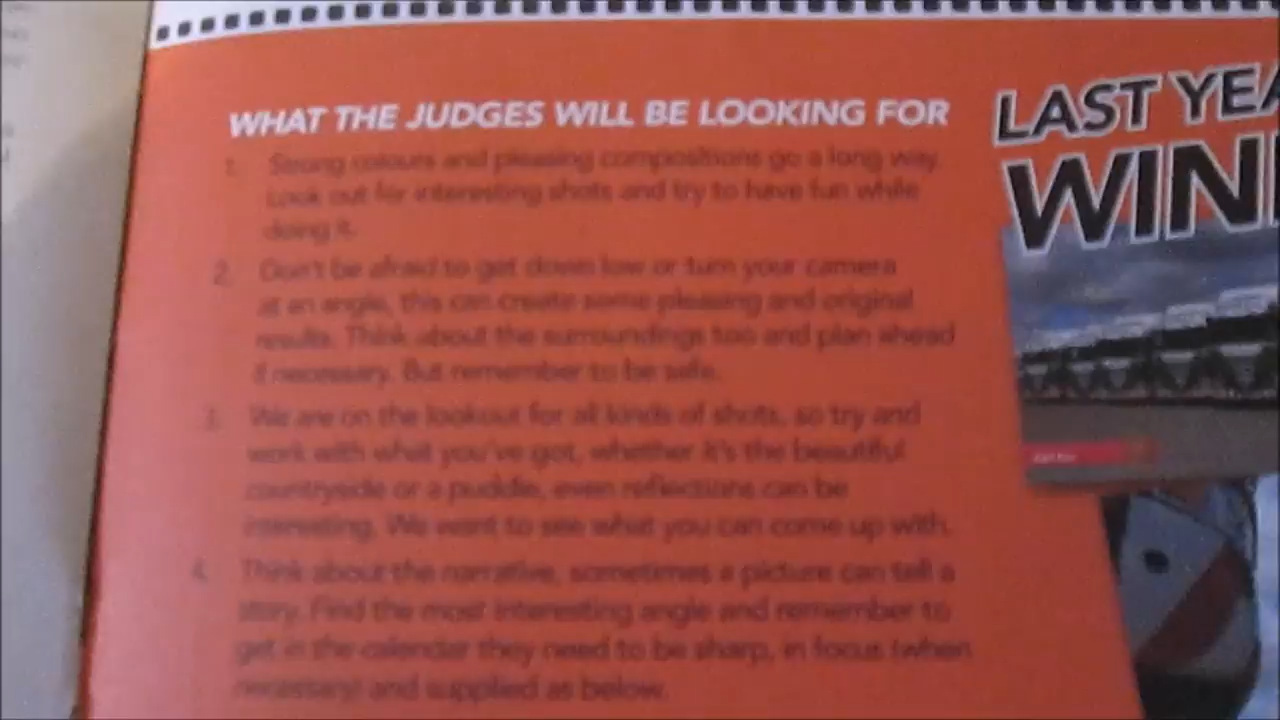 WHAT THE JUDGES WILL BE LOOKING FOR
1. Strong colours and pleasing compositions go a long way.
Look out for interesting shots and try to have fun while
doing it.
2. Don't be afraid to get down low or turn your camera
at an angle, this can create some pleasing and original
results. Think about the surroundings too and plan ahead
if necessary. But remember to be safe.
3. We are on the lookout for all kinds of shots, so try and
work with what you've got, whether it's the beautiful
countryside or a puddle, even reflections can be
interesting. We want to see what you can come up with.
4. Think about the narrative, sometimes a picture can tell a
story. Find the most interesting angle and remember to
get in the calendar they need to be sharp, in focus (when
necessary) and supplied as below.
LAST YEA
WIN